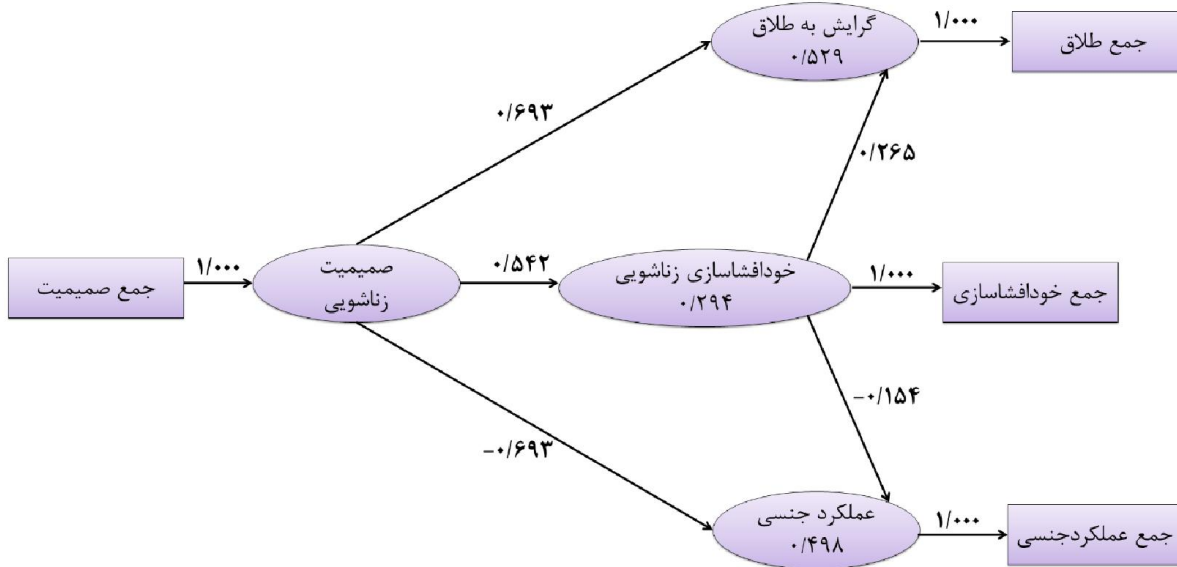 گرایش به طلاق
۰/۵۲۹
۱/۰۰۰
جمع طلاق
۰/۶۹۳
۰/۲۶۵
جمع صمیمیت
۱/۰۰۰
صمیمیت
زناشویی
۰/۵۴۲
خودافشاسازی زناشویی
۰/۲۹۴
۱/۰۰۰
جمع خودافشاسازی
-۰/۶۹۳
-۰/۱۵۴
عملکرد جنسی
۰/۴۹۸
۱/۰۰۰
جمع عملکردجنسی